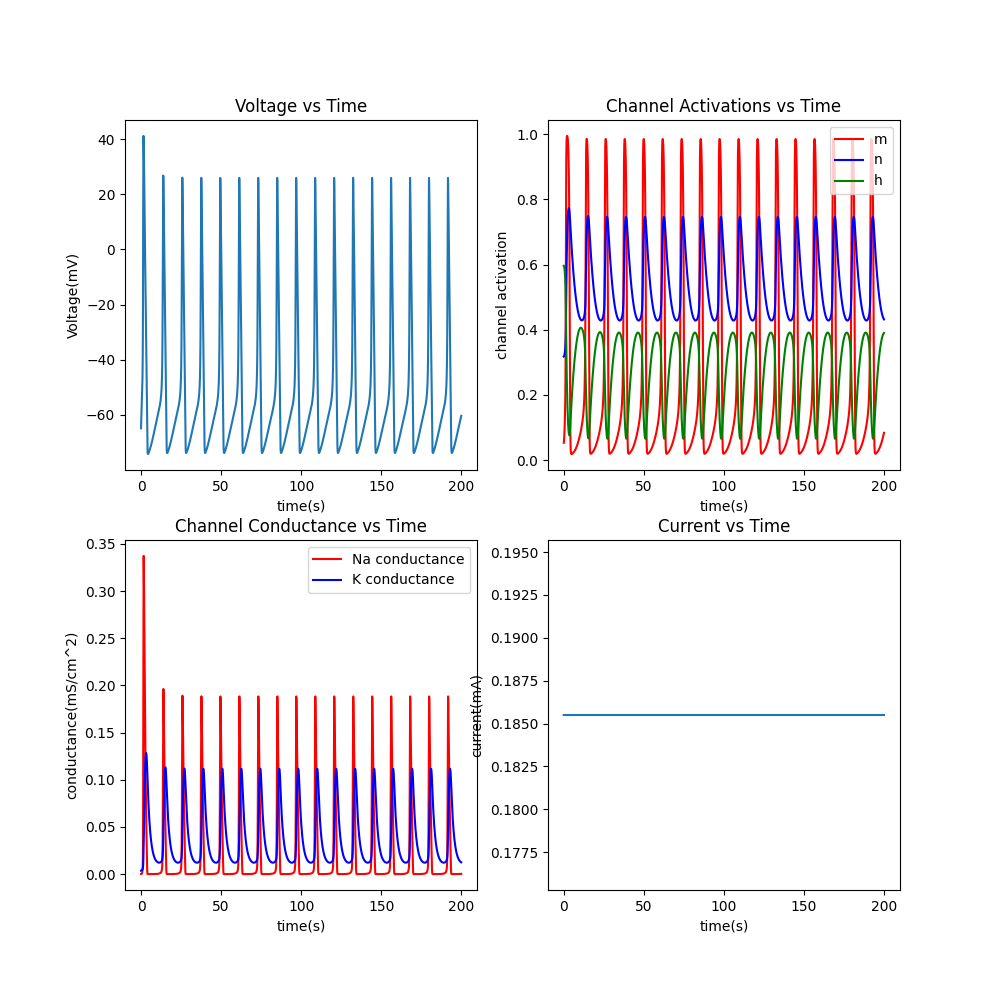 Voltage vs Time
Voltage(mV)
40
20
0
−20
−40
−60
0 50 100 150 200
time(s)
Channel Activations vs Time
channel activation
1.0
0.8
0.6
0.4
0.2
0.0
m
n
h
0 50 100 150 200
time(s)
Channel Conductance vs Time
conductance(mS/cm^2)
0.35
0.30
0.25
0.20
0.15
0.10
0.05
0.00
Na conductance
K conductance
0 50 100 150 200
time(s)
Current vs Time
current(mA)
0.1950
0.1925
0.1900
0.1875
0.1850
0.1825
0.1800
0.1775
0 50 100 150 200
time(s)